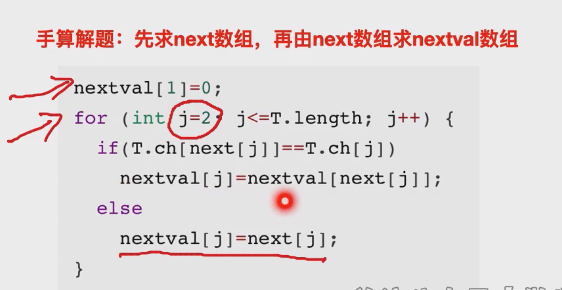 手算解题：先求next数组，再由next数组求nextval数组
nextval[1]=0;
for (int j=2; j<=T.length; j++) {
if(T.ch[next[j]]==T.ch[j])
nextval[j]=nextval[next[j]];
else
nextval[j]=next[j];
}